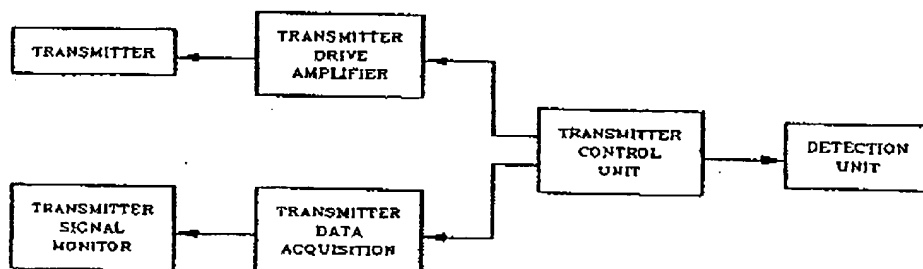 TRANSMITTER
TRANSMITTER
DRIVE
AMPLIFIER
TRANSMITTER
CONTROL
UNIT
DETECTION
UNIT
TRANSMITTER
SIGNAL
MONITOR
TRANSMITTER
DATA
ACQUISITION